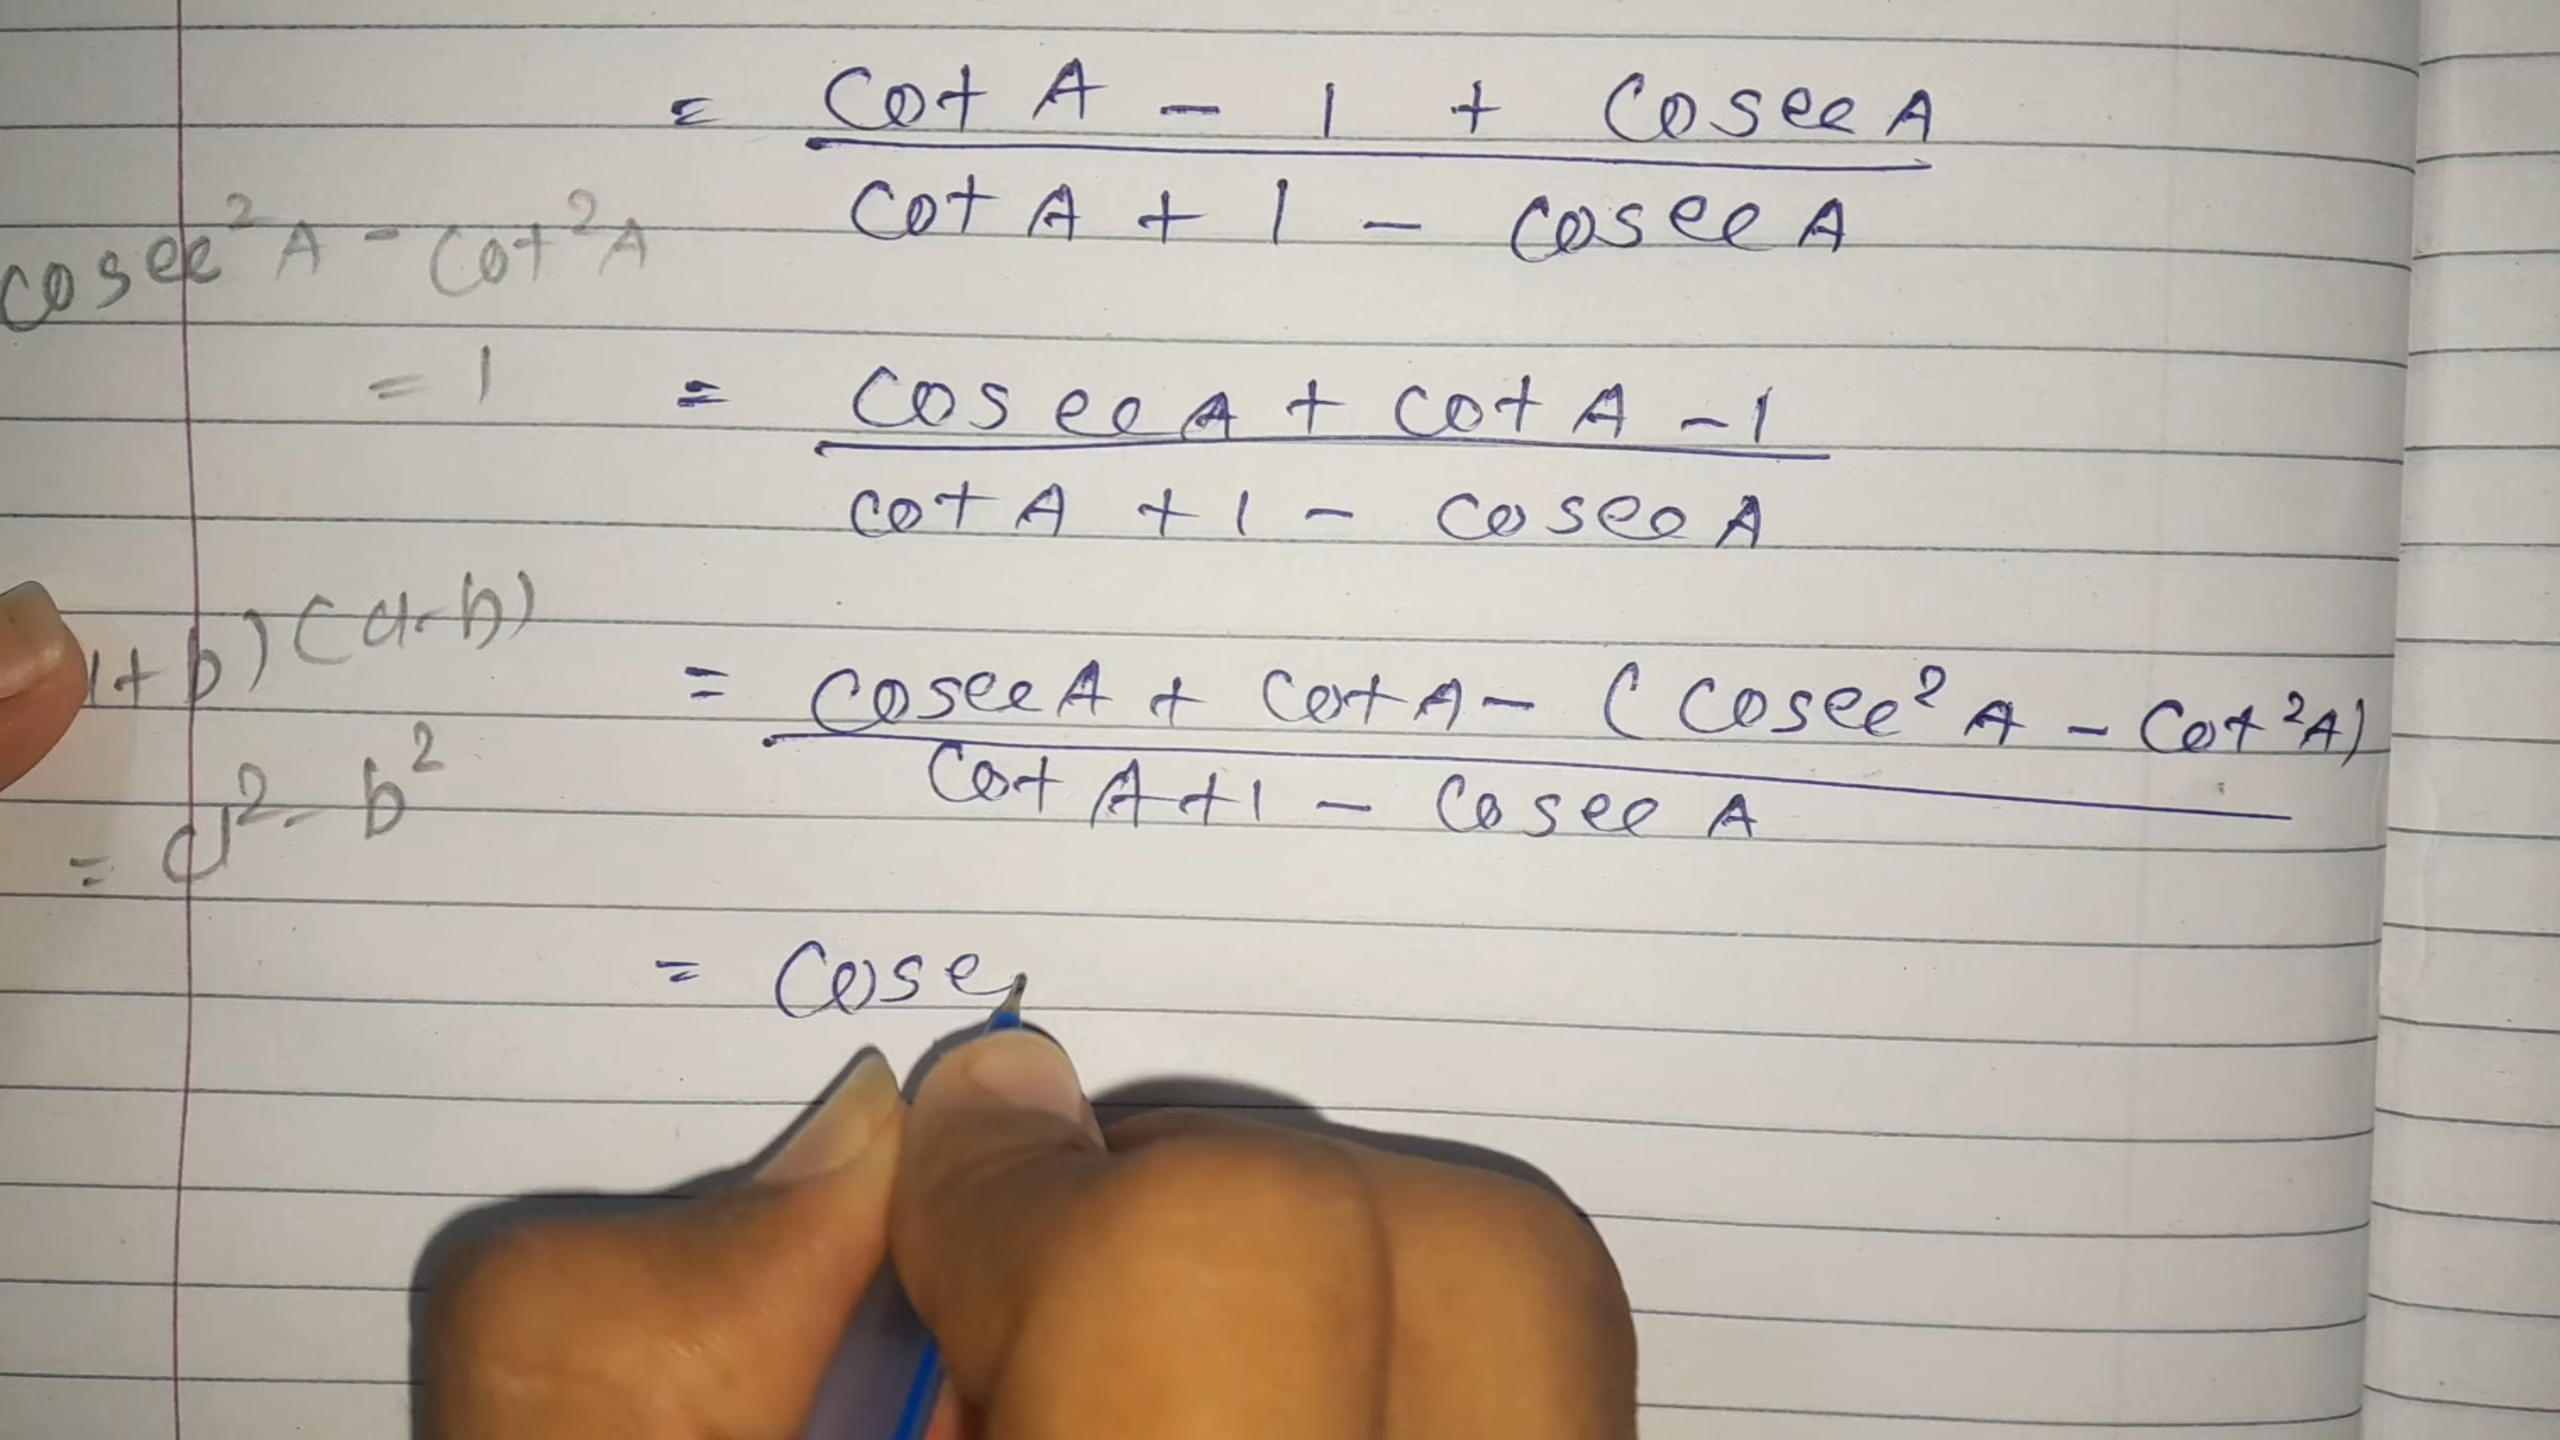 = cot A - 1 + cosec A
cot A + 1 - cosec A
cosec² A - cot² A
= 1
= cosec A + cot A - 1
cot A + 1 - cosec A
+ b) (a-b)
= a² - b²
= cosec A + cot A - (cosec² A - cot² A)
cot A + 1 - cosec A
= cose